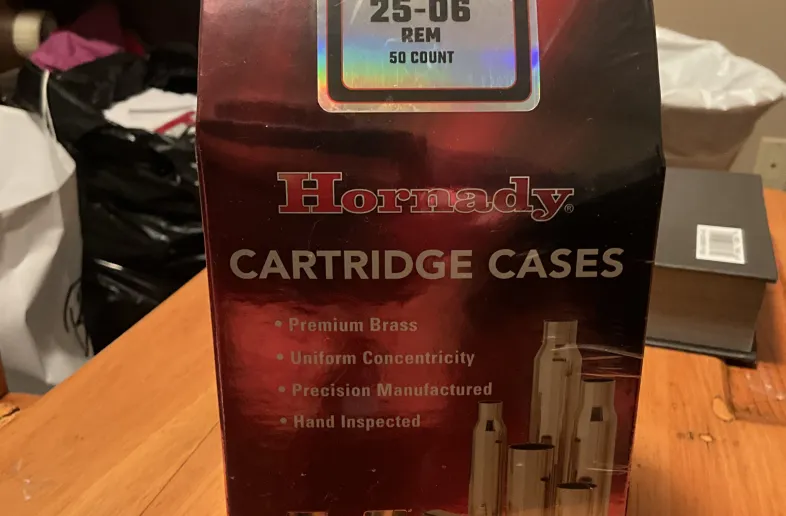 25-06
REM
50 COUNT
Hornady®
CARTRIDGE CASES
• Premium Brass
• Uniform Concentricity
• Precision Manufactured
• Hand Inspected